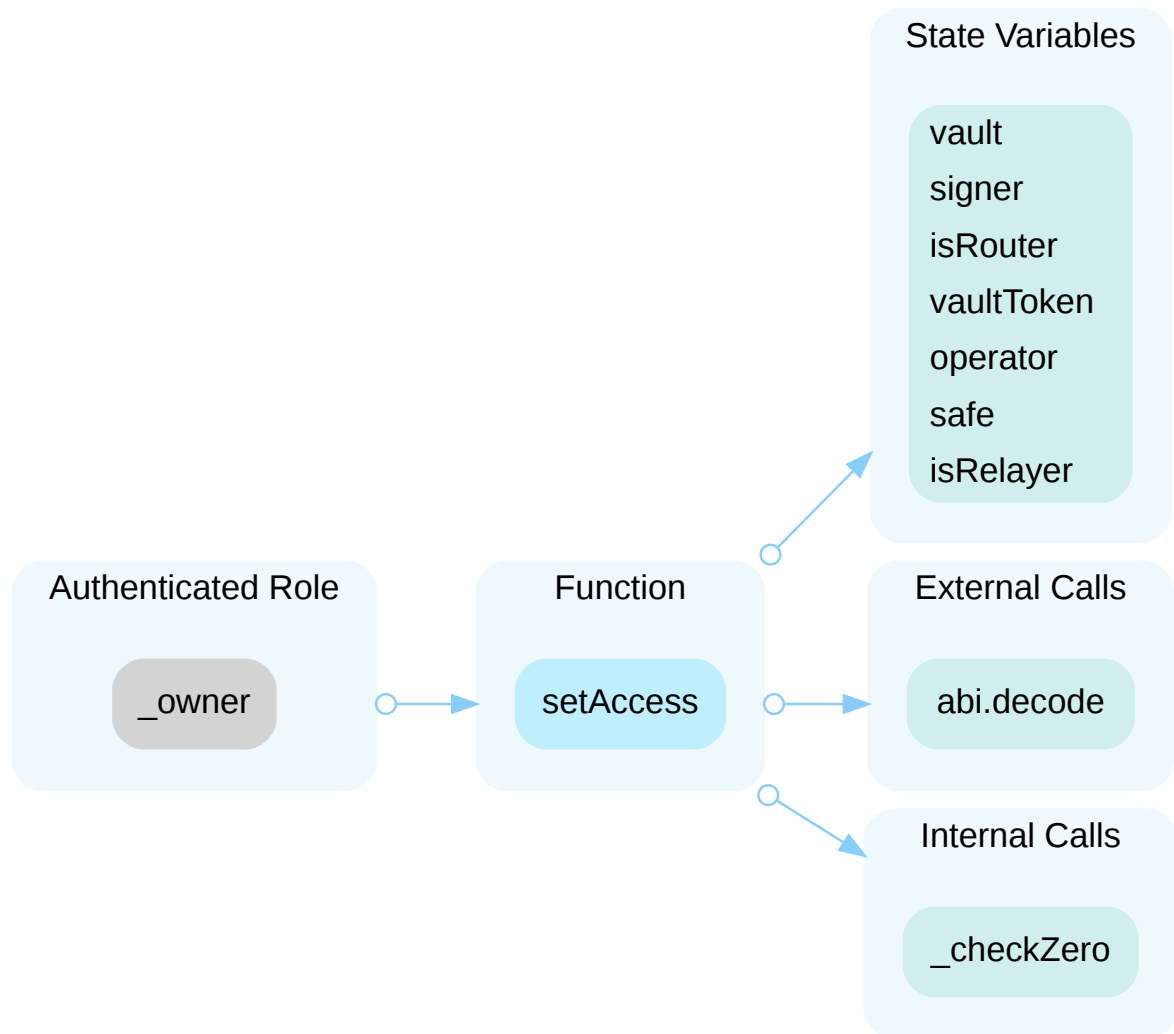 Authenticated Role
_owner
Function
setAccess
State Variables
vault
signer
isRouter
vaultToken
operator
safe
isRelayer
External Calls
abi.decode
Internal Calls
_checkZero